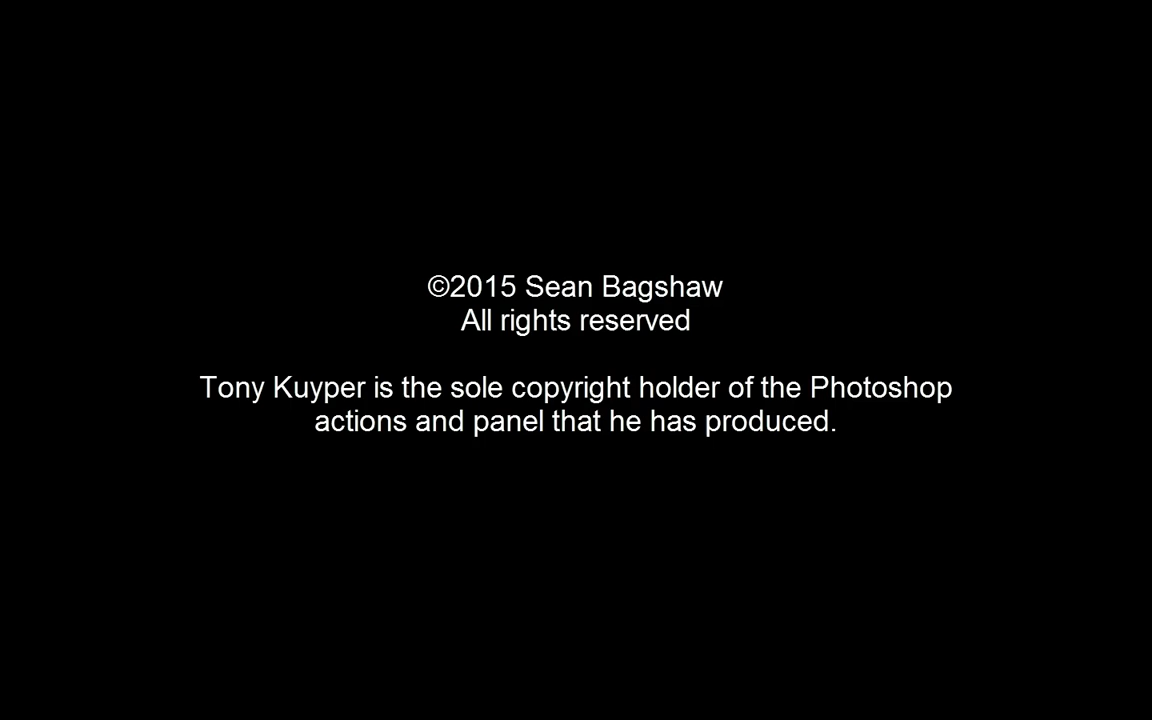 ©2015 Sean Bagshaw
All rights reserved
Tony Kuyper is the sole copyright holder of the Photoshop
actions and panel that he has produced.